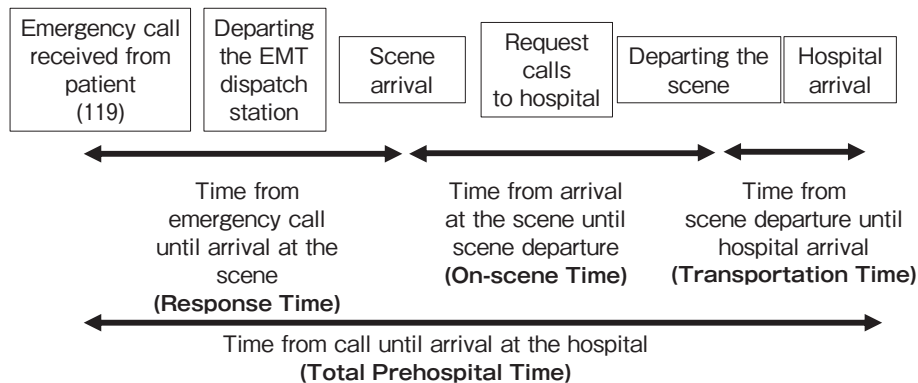 Emergency call
received from
patient
(119)
Departing
the EMT
dispatch
station
Scene
arrival
Request
calls
to hospital
Departing the
scene
Hospital
arrival
Time from
emergency call
until arrival at the
scene
(Response Time)
Time from arrival
at the scene until
scene departure
(On-scene Time)
Time from
scene departure until
hospital arrival
(Transportation Time)
Time from call until arrival at the hospital
(Total Prehospital Time)